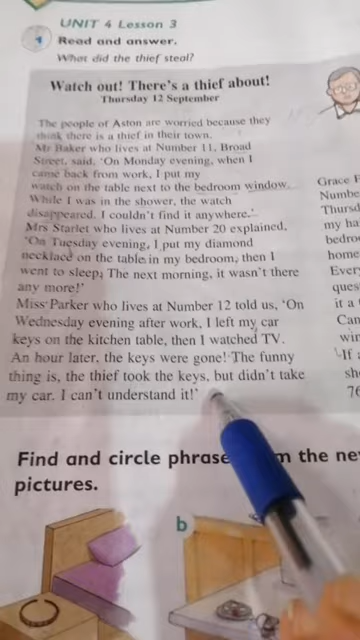 UNIT 4 Lesson 3
1 Read and answer.
What did the thief steal?
Watch out! There's a thief about!
Thursday 12 September
The people of Aston are worried because they
think there is a thief in their town.
Mr Baker who lives at Number 11, Broad
Street, said, 'On Monday evening, when I
came back from work, I put my
watch on the table next to the bedroom window.
While I was in the shower, the watch
disappeared. I couldn't find it anywhere.'
Mrs Starlet who lives at Number 20 explained,
'On Tuesday evening, I put my diamond
necklace on the table in my bedroom, then I
went to sleep. The next morning, it wasn't there
any more!'
Miss Parker who lives at Number 12 told us, 'On
Wednesday evening after work, I left my car
keys on the kitchen table, then I watched TV.
An hour later, the keys were gone! The funny
thing is, the thief took the keys, but didn't take
my car. I can't understand it!'
Grace
Numbe
Thursd
my ha
bedro
home
Every
ques
it a
Can
win
'If
sh
76
Find and circle phrase m the ne
pictures.
b